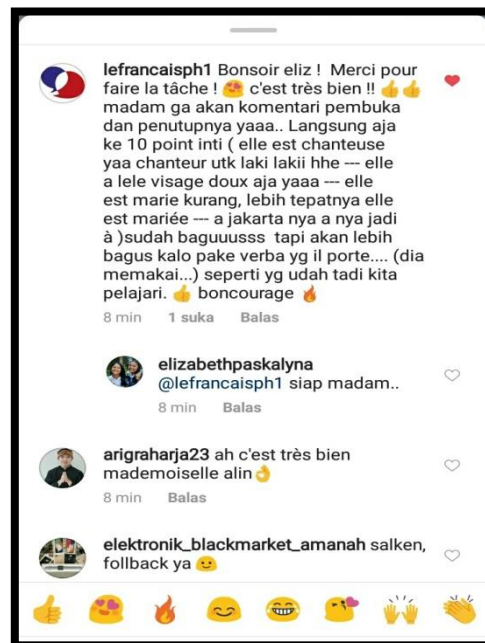 lefrancaisph1 Bonsoir eliz ! Merci pour
faire la tâche ! 😍 c'est très bien !! 👍👍
madam ga akan komentari pembuka
dan penutupnya yaaa.. Langsung aja
ke 10 point inti ( elle est chanteuse
yaa chanteur utk laki lakii hhe --- elle
a lele visage doux aja yaaa --- elle
est marie kurang, lebih tepatnya elle
est mariée --- a jakarta nya a nya jadi
à )sudah baguuusss tapi akan lebih
bagus kalo pake verba yg il porte.... (dia
memakai...) seperti yg udah tadi kita
pelajari. 👍 boncourage 🔥
8 min 1 suka Balas
elizabethpaskalyna
@lefrancaisph1 siap madam..
8 min Balas
arigraharja23 ah c'est très bien
mademoiselle alin👌
8 min Balas
elektronik_blackmarket_amanah salken,
follback ya 🙂